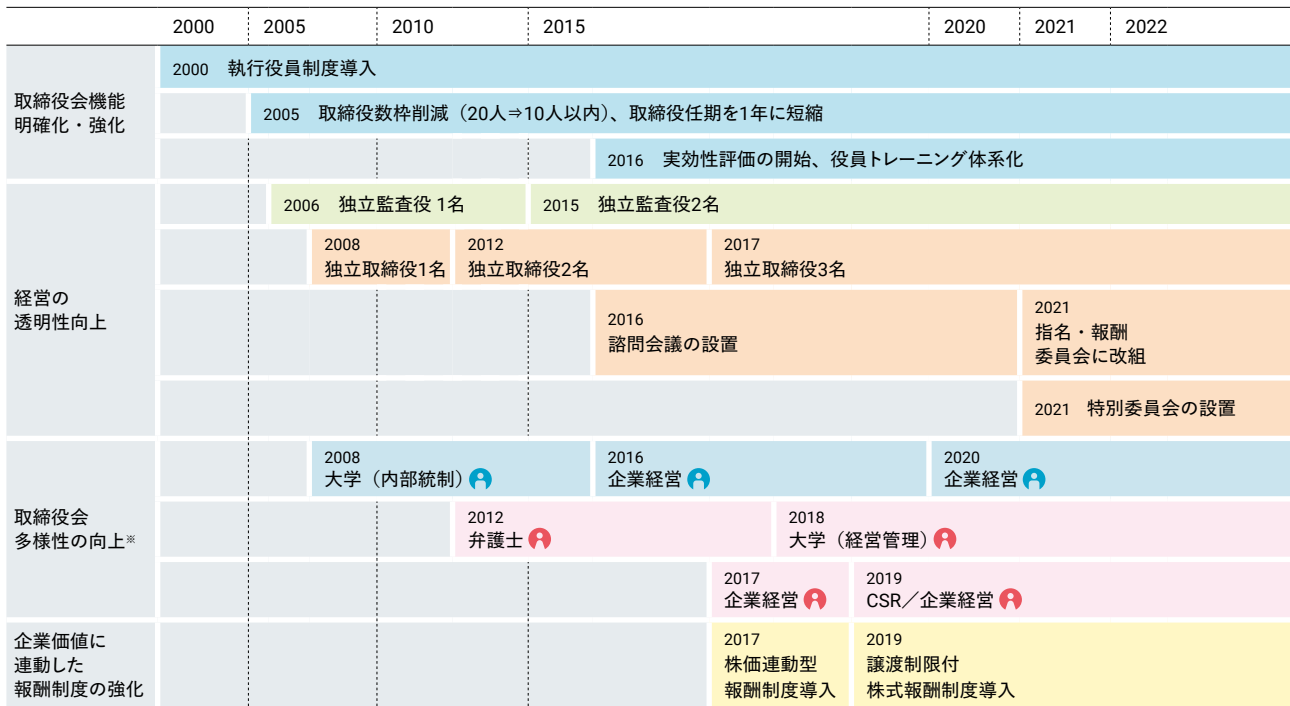 2000 2005 2010 2015 2020 2021 2022
取締役会機能
明確化・強化
2000 執行役員制度導入
2005 取締役数枠削減（20人⇒10人以内）、取締役任期を1年に短縮
2016 実効性評価の開始、役員トレーニング体系化
経営の
透明性向上
2006 独立監査役 1名
2015 独立監査役2名
2008
独立取締役1名
2012
独立取締役2名
2017
独立取締役3名
2016
諮問会議の設置
2021
指名・報酬
委員会に改組
2021 特別委員会の設置
取締役会
多様性の向上※
2008
大学（内部統制）
2016
企業経営
2020
企業経営
2012
弁護士
2018
大学（経営管理）
2017
企業経営
2019
CSR／企業経営
企業価値に
連動した
報酬制度の強化
2017
株価連動型
報酬制度導入
2019
譲渡制限付
株式報酬制度導入